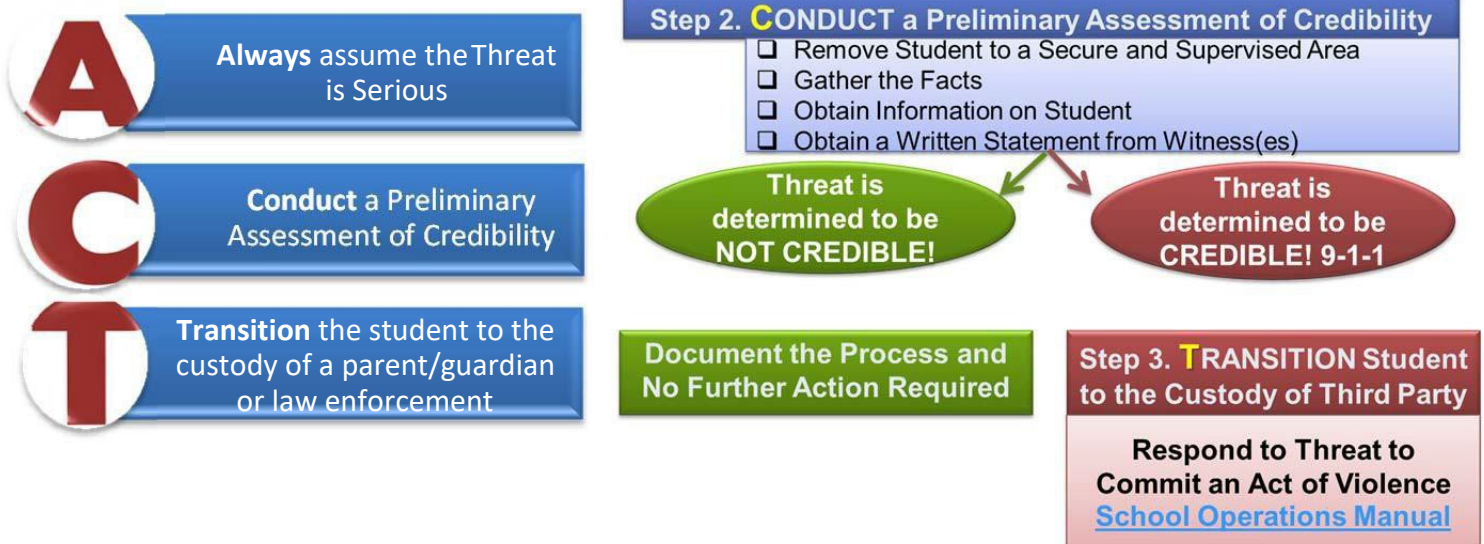 A
Always assume the Threat
is Serious
C
Conduct a Preliminary
Assessment of Credibility
T
Transition the student to the
custody of a parent/guardian
or law enforcement
Step 2. CONDUCT a Preliminary Assessment of Credibility
❑ Remove Student to a Secure and Supervised Area
❑ Gather the Facts
❑ Obtain Information on Student
❑ Obtain a Written Statement from Witness(es)
Threat is
determined to be
NOT CREDIBLE!
Threat is
determined to be
CREDIBLE! 9-1-1
Document the Process and
No Further Action Required
Step 3. TRANSITION Student
to the Custody of Third Party
Respond to Threat to
Commit an Act of Violence
School Operations Manual